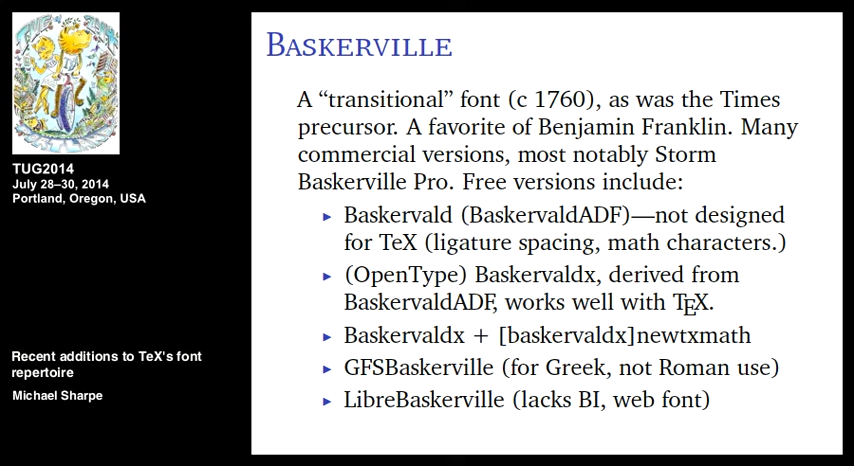 TUG2014
July 28–30, 2014
Portland, Oregon, USA
Recent additions to TeX's font
repertoire
Michael Sharpe
BASKERVILLE
A “transitional” font (c 1760), as was the Times
precursor. A favorite of Benjamin Franklin. Many
commercial versions, most notably Storm
Baskerville Pro. Free versions include:
▸ Baskervald (BaskervaldADF)—not designed
for TeX (ligature spacing, math characters.)
▸ (OpenType) Baskervaldx, derived from
BaskervaldADF, works well with TEX.
▸ Baskervaldx + [baskervaldx]newtxmath
▸ GFSBaskerville (for Greek, not Roman use)
▸ LibreBaskerville (lacks BI, web font)